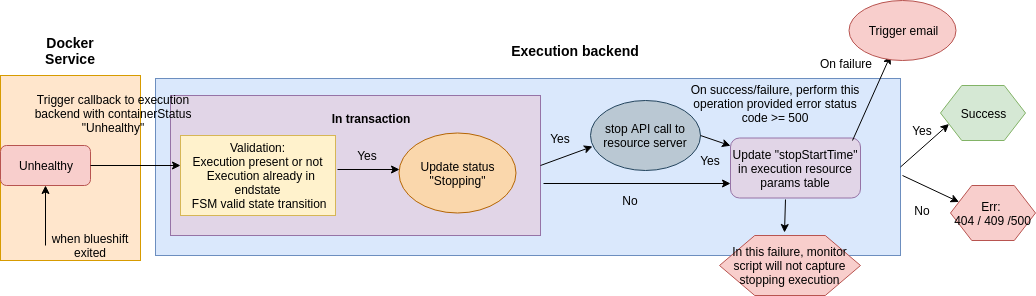 Docker
Service
Execution backend
Trigger email
On failure
Trigger callback to execution
backend with containerStatus
"Unhealthy"
In transaction
On success/failure, perform this
operation provided error status
code >= 500
Unhealthy
Validation:
Execution present or not
Execution already in
endstate
FSM valid state transition
Yes
Update status
"Stopping"
Yes
stop API call to
resource server
Yes
No
Update "stopStartTime"
in execution resource
params table
Yes
Success
No
Err:
404 / 409 /500
when blueshift
exited
In this failure, monitor
script will not capture
stopping execution